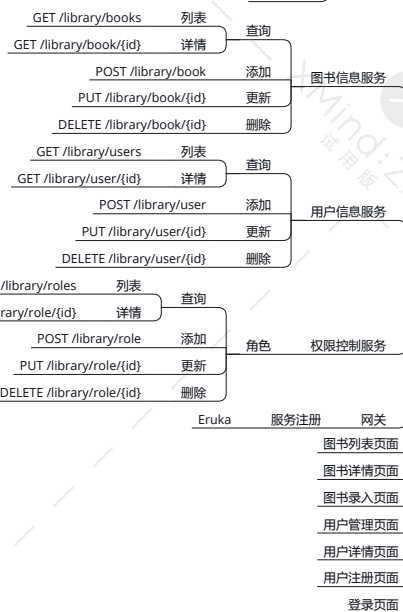 GET /library/books 列表
查询
GET /library/book/{id} 详情
POST /library/book 添加
图书信息服务
PUT /library/book/{id} 更新
DELETE /library/book/{id} 删除
GET /library/users 列表
查询
GET /library/user/{id} 详情
POST /library/user 添加
用户信息服务
PUT /library/user/{id} 更新
DELETE /library/user/{id} 删除
/library/roles 列表
查询
rary/role/{id} 详情
POST /library/role 添加
角色 权限控制服务
PUT /library/role/{id} 更新
DELETE /library/role/{id} 删除
Eruka 服务注册 网关
图书列表页面
图书详情页面
图书录入页面
用户管理页面
用户详情页面
用户注册页面
登录页面
XMind:Z
试用版